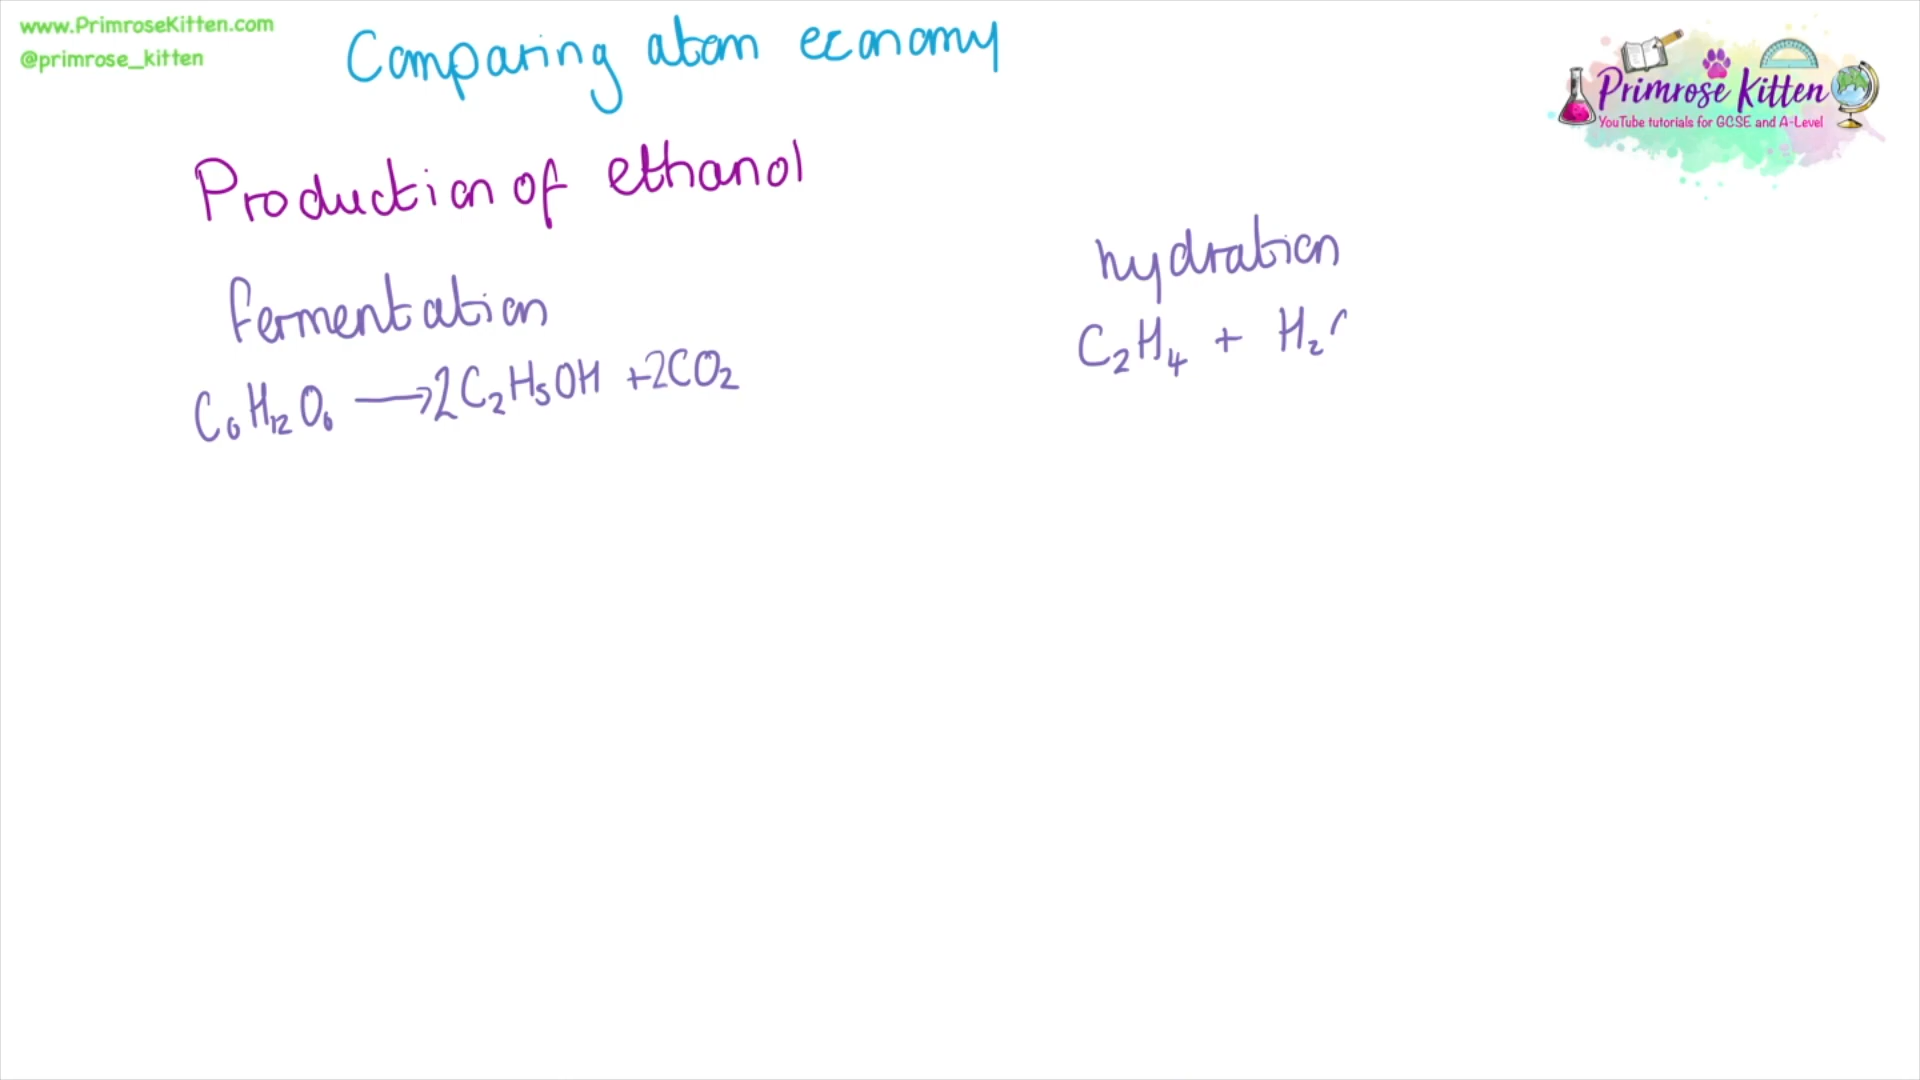 www.PrimroseKitten.com
@primrose_kitten
Comparing atom economy
Primrose Kitten
YouTube tutorials for GCSE and A-Level
Production of ethanol
fermentation
C₆H₁₂O₆ ⟶ 2C₂H₅OH + 2CO₂
hydration
C₂H₄ + H₂